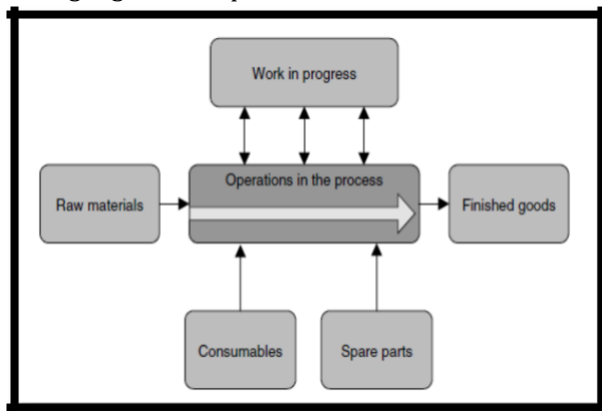 Work in progress
Operations in the process
Raw materials
Finished goods
Consumables
Spare parts